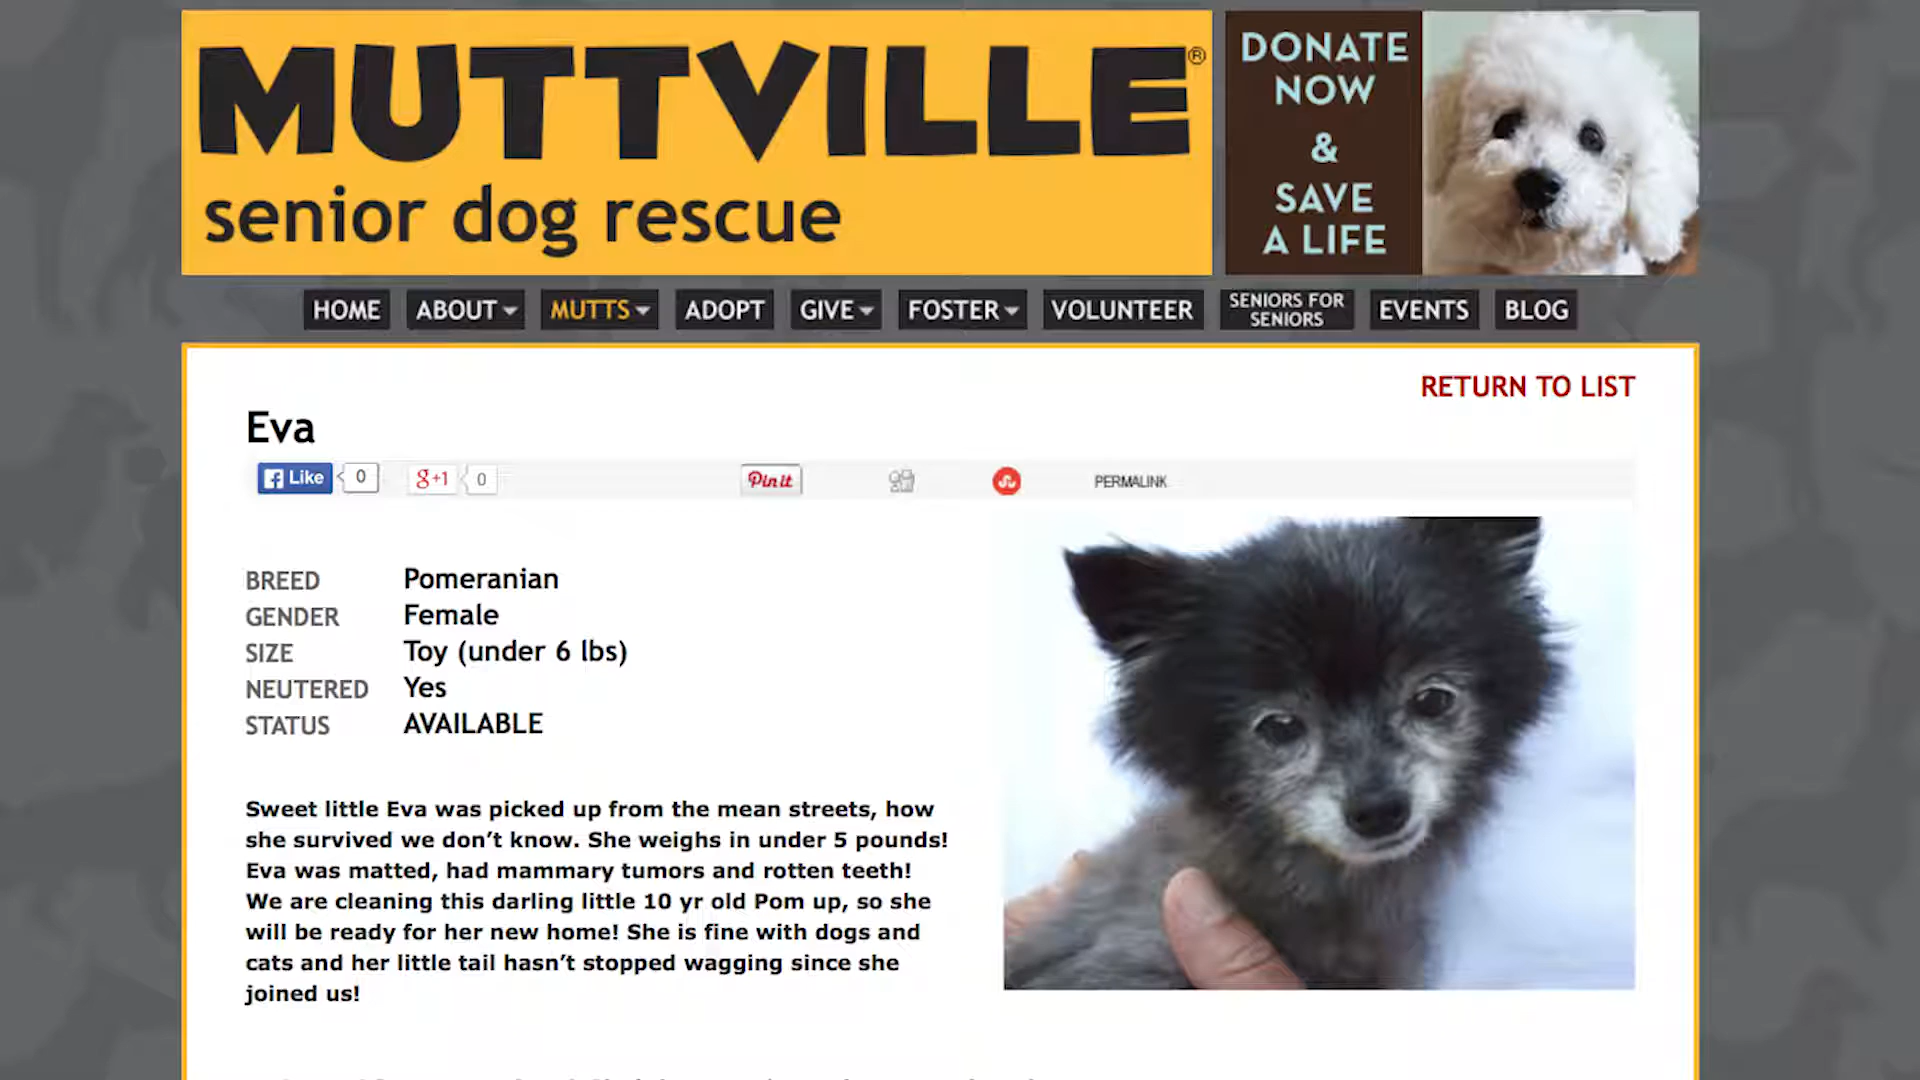 MUTTVILLE®
senior dog rescue
DONATE
NOW
&
SAVE
A LIFE
HOME ABOUT MUTTS ADOPT GIVE FOSTER VOLUNTEER SENIORS FOR SENIORS EVENTS BLOG
RETURN TO LIST
Eva
Like 0 g+1 0 Pin it PERMALINK
BREED Pomeranian
GENDER Female
SIZE Toy (under 6 lbs)
NEUTERED Yes
STATUS AVAILABLE
Sweet little Eva was picked up from the mean streets, how
she survived we don’t know. She weighs in under 5 pounds!
Eva was matted, had mammary tumors and rotten teeth!
We are cleaning this darling little 10 yr old Pom up, so she
will be ready for her new home! She is fine with dogs and
cats and her little tail hasn’t stopped wagging since she
joined us!